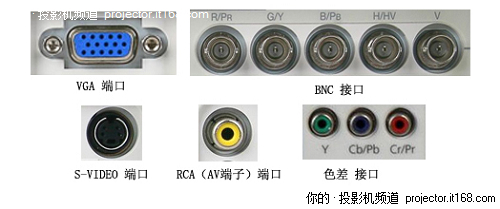 投影机频道 projector.it168.com
R/PR G/Y B/PB H/HV V
VGA 端口
BNC 接口
Y Cb/Pb Cr/Pr
S-VIDEO 端口
RCA（AV端子）端口
色差 接口
你的·投影机频道 projector.it168.com